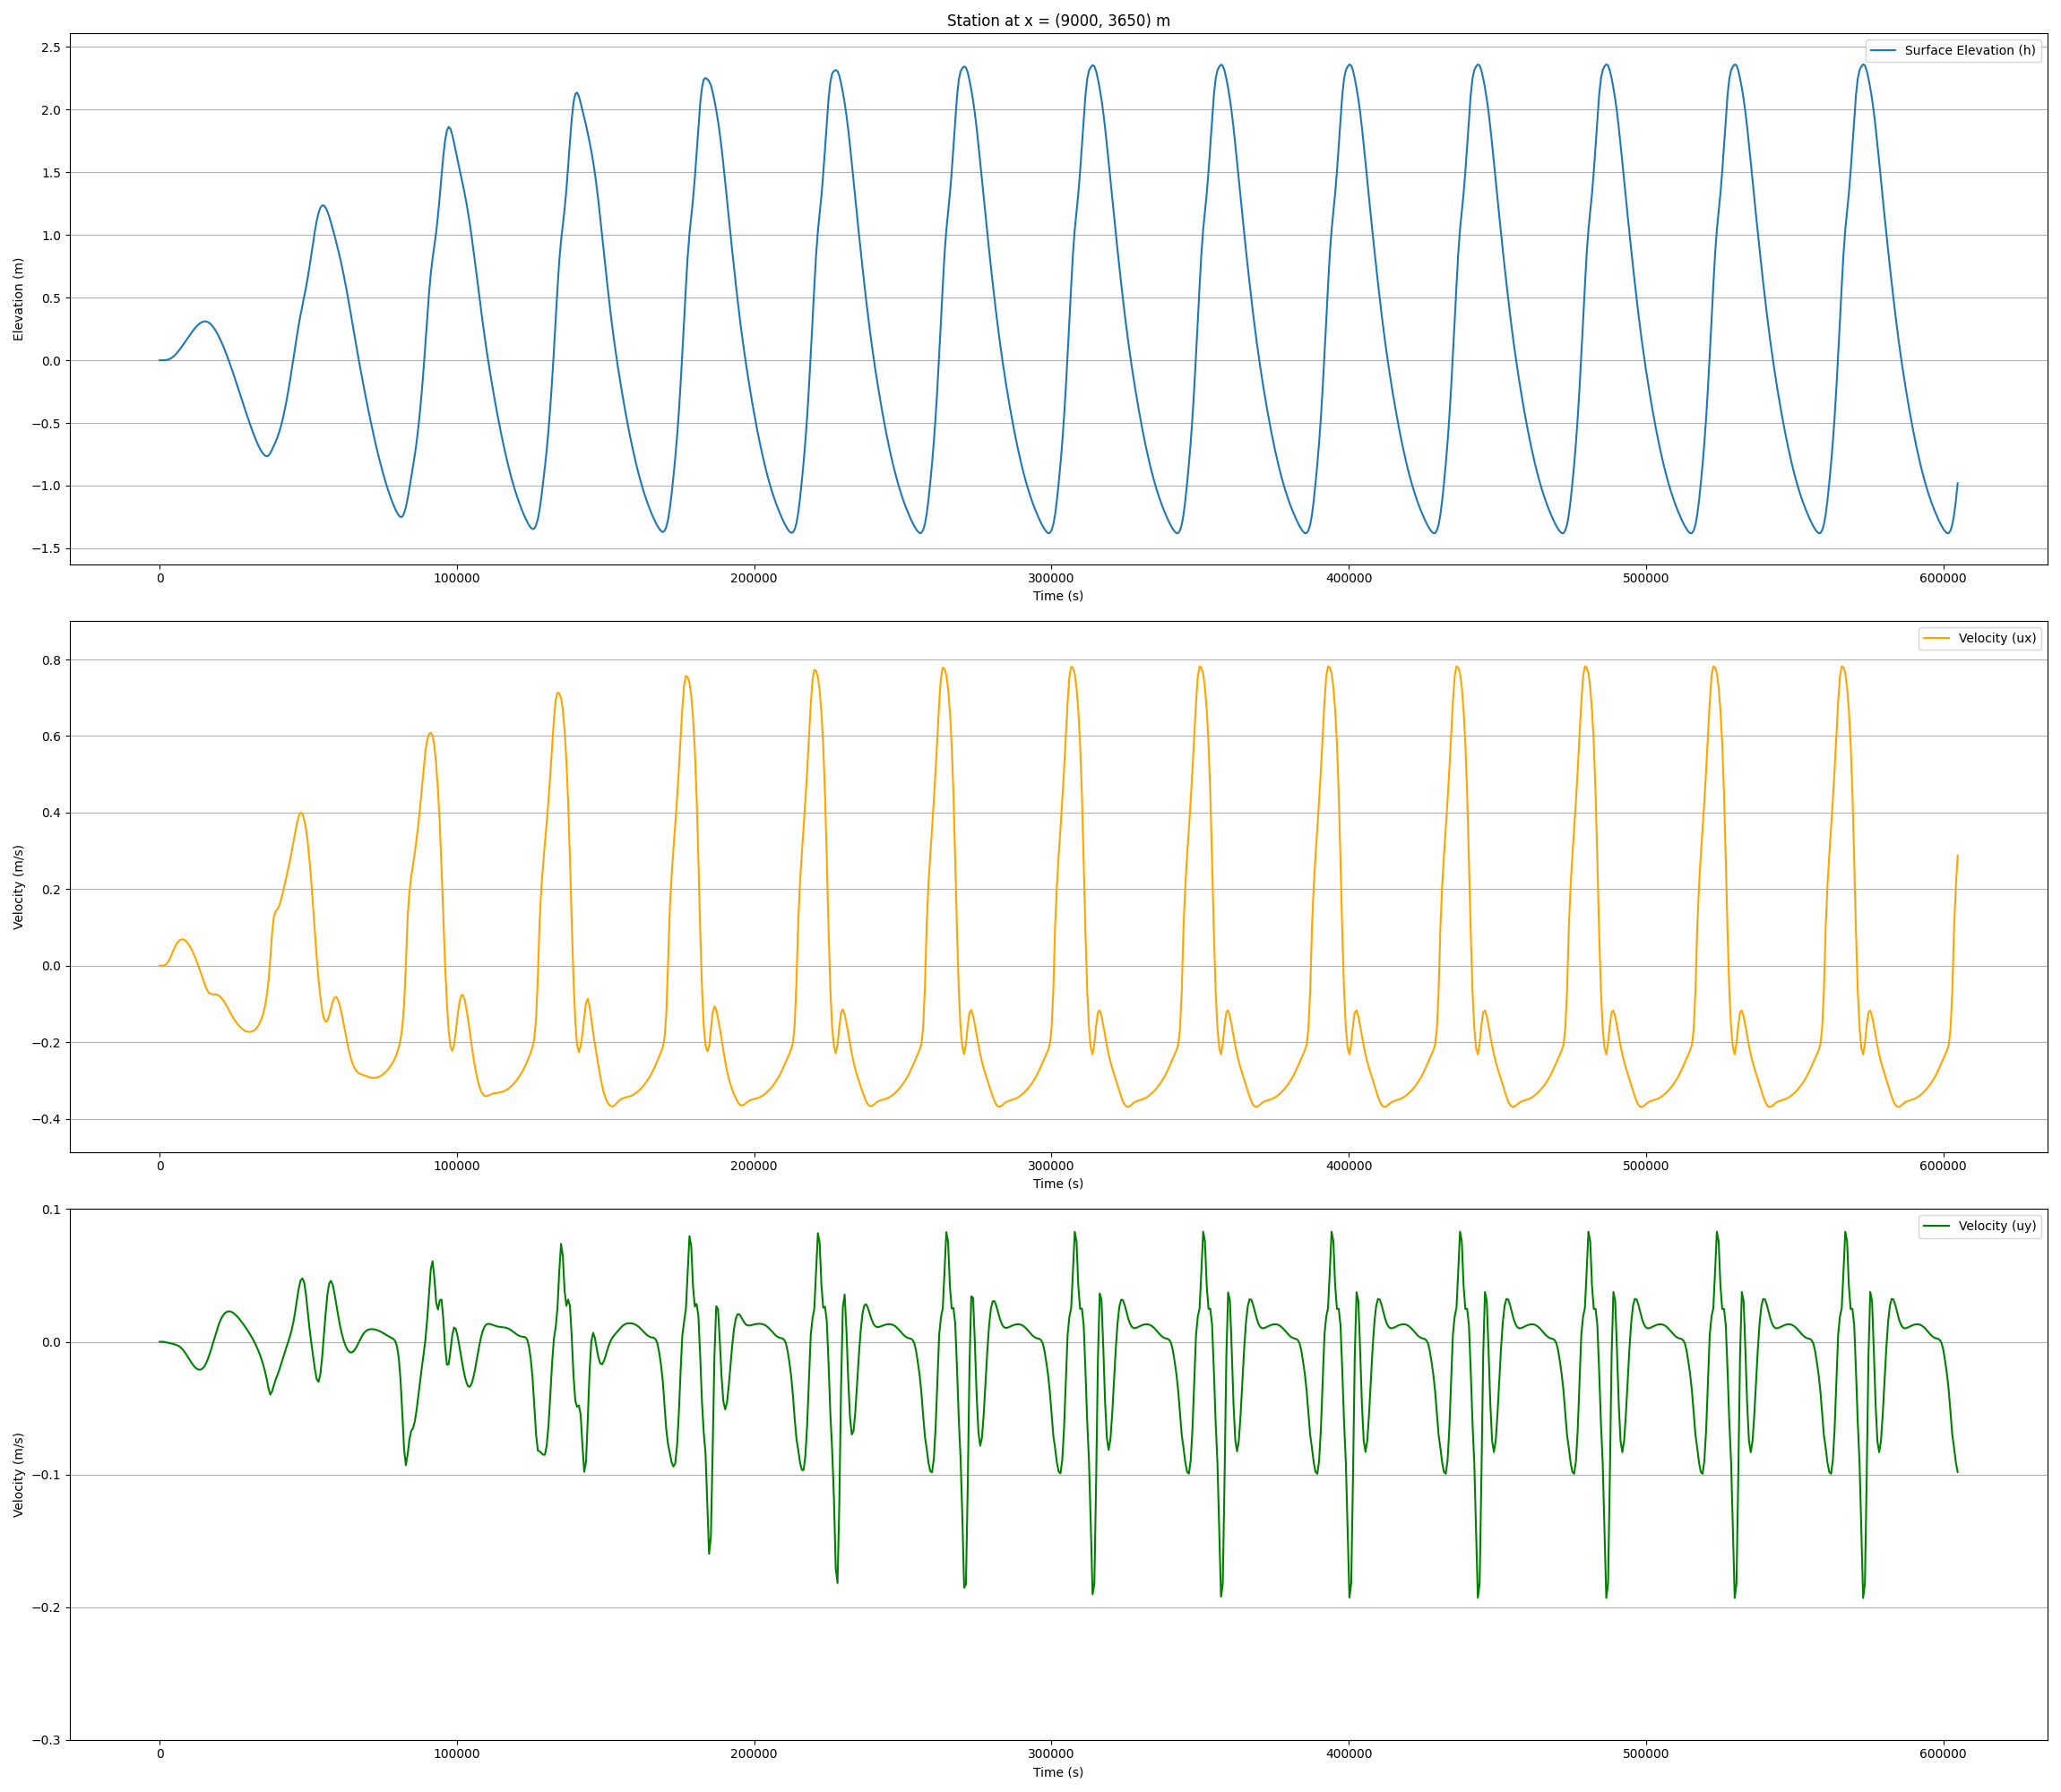 Station at x = (9000, 3650) m
Surface Elevation (h)
Elevation (m)
2.5
2.0
1.5
1.0
0.5
0.0
−0.5
−1.0
−1.5
0 100000 200000 300000 400000 500000 600000
Time (s)
Velocity (ux)
Velocity (m/s)
0.8
0.6
0.4
0.2
0.0
−0.2
−0.4
0 100000 200000 300000 400000 500000 600000
Time (s)
Velocity (uy)
Velocity (m/s)
0.1
0.0
−0.1
−0.2
−0.3
0 100000 200000 300000 400000 500000 600000
Time (s)